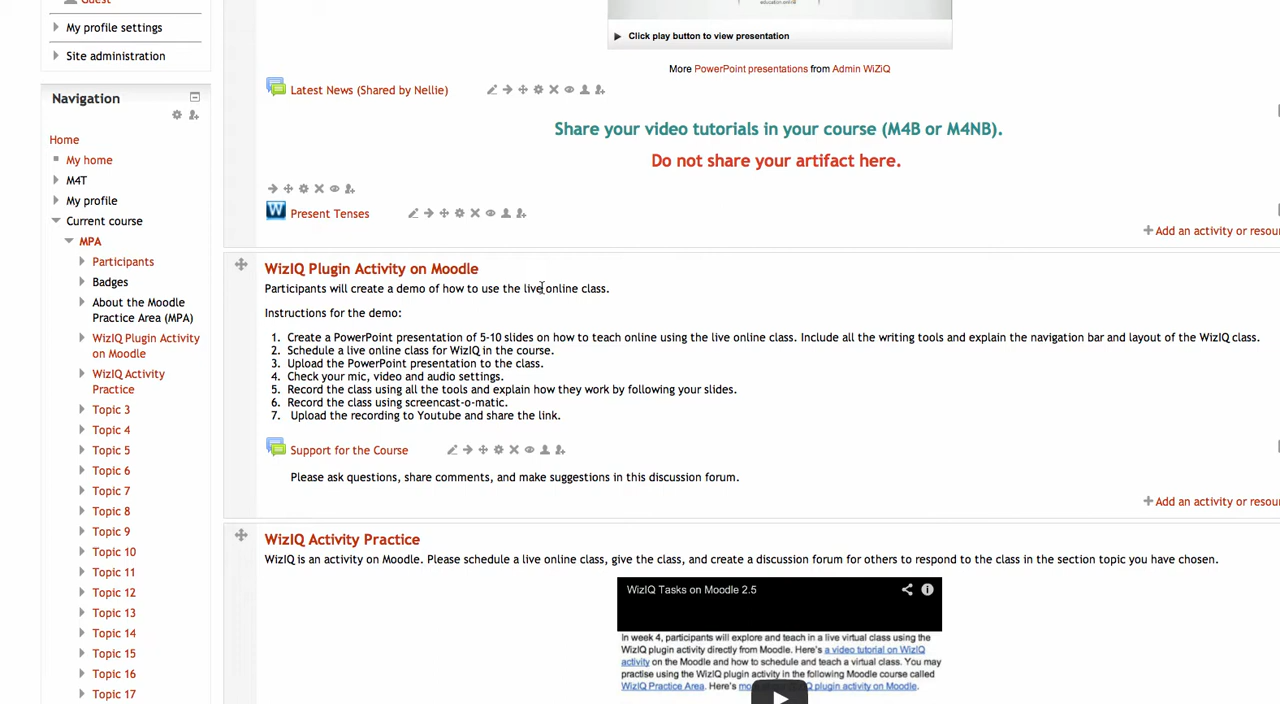 Guest
My profile settings
Site administration
Navigation
Home
My home
M4T
My profile
Current course
MPA
Participants
Badges
About the Moodle
Practice Area (MPA)
WizIQ Plugin Activity
on Moodle
WizIQ Activity
Practice
Topic 3
Topic 4
Topic 5
Topic 6
Topic 7
Topic 8
Topic 9
Topic 10
Topic 11
Topic 12
Topic 13
Topic 14
Topic 15
Topic 16
Topic 17
Click play button to view presentation
More PowerPoint presentations from Admin WiZiQ
Latest News (Shared by Nellie)
Share your video tutorials in your course (M4B or M4NB).
Do not share your artifact here.
Present Tenses
Add an activity or resou
WizIQ Plugin Activity on Moodle
Participants will create a demo of how to use the live online class.
Instructions for the demo:
1. Create a PowerPoint presentation of 5-10 slides on how to teach online using the live online class. Include all the writing tools and explain the navigation bar and layout of the WizIQ class.
2. Schedule a live online class for WizIQ in the course.
3. Upload the PowerPoint presentation to the class.
4. Check your mic, video and audio settings.
5. Record the class using all the tools and explain how they work by following your slides.
6. Record the class using screencast-o-matic.
7. Upload the recording to Youtube and share the link.
Support for the Course
Please ask questions, share comments, and make suggestions in this discussion forum.
Add an activity or resou
WizIQ Activity Practice
WizIQ is an activity on Moodle. Please schedule a live online class, give the class, and create a discussion forum for others to respond to the class in the section topic you have chosen.
WizIQ Tasks on Moodle 2.5
In week 4, participants will explore and teach in a live virtual class using the
WizIQ plugin activity directly from Moodle. Here's a video tutorial on WizIQ
activity on the Moodle and how to schedule and teach a virtual class. You may
practise using the WizIQ plugin activity in the following Moodle course called
WizIQ Practice Area. Here's plugin activity on Moodle.